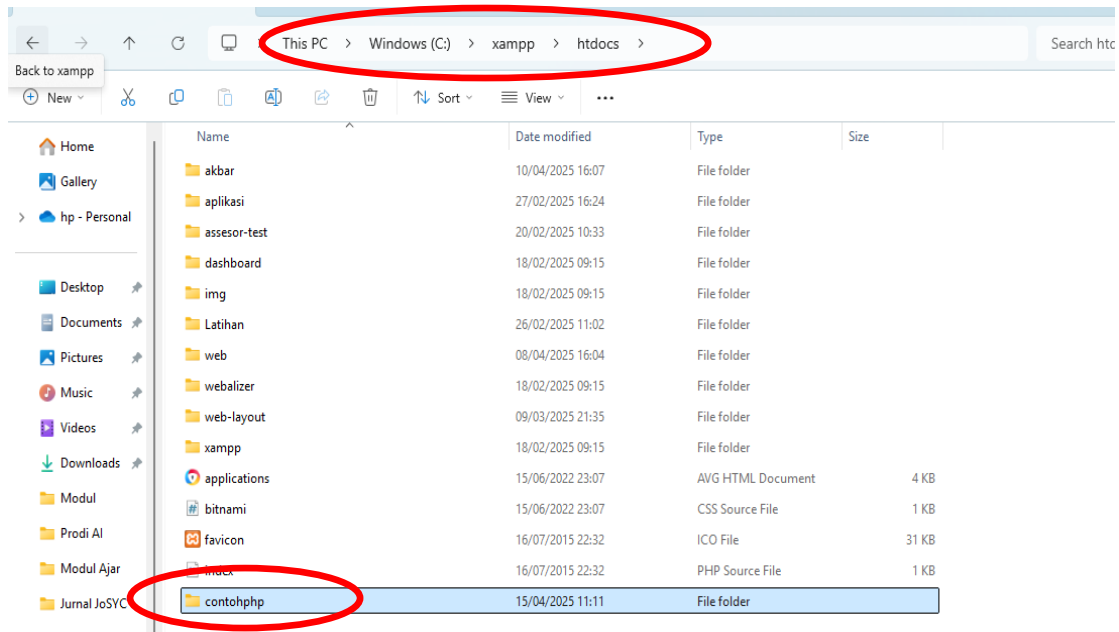 This PC > Windows (C:) > xampp > htdocs >
Search htd
Back to xampp
New
Sort
View
Name Date modified Type Size
Home
Gallery
hp - Personal
Desktop
Documents
Pictures
Music
Videos
Downloads
Modul
Prodi AI
Modul Ajar
Jurnal JoSYC
akbar 10/04/2025 16:07 File folder
aplikasi 27/02/2025 16:24 File folder
assesor-test 20/02/2025 10:33 File folder
dashboard 18/02/2025 09:15 File folder
img 18/02/2025 09:15 File folder
Latihan 26/02/2025 11:02 File folder
web 08/04/2025 16:04 File folder
webalizer 18/02/2025 09:15 File folder
web-layout 09/03/2025 21:35 File folder
xampp 18/02/2025 09:15 File folder
applications 15/06/2022 23:07 AVG HTML Document 4 KB
bitnami 15/06/2022 23:07 CSS Source File 1 KB
favicon 16/07/2015 22:32 ICO File 31 KB
index 16/07/2015 22:32 PHP Source File 1 KB
contohphp 15/04/2025 11:11 File folder